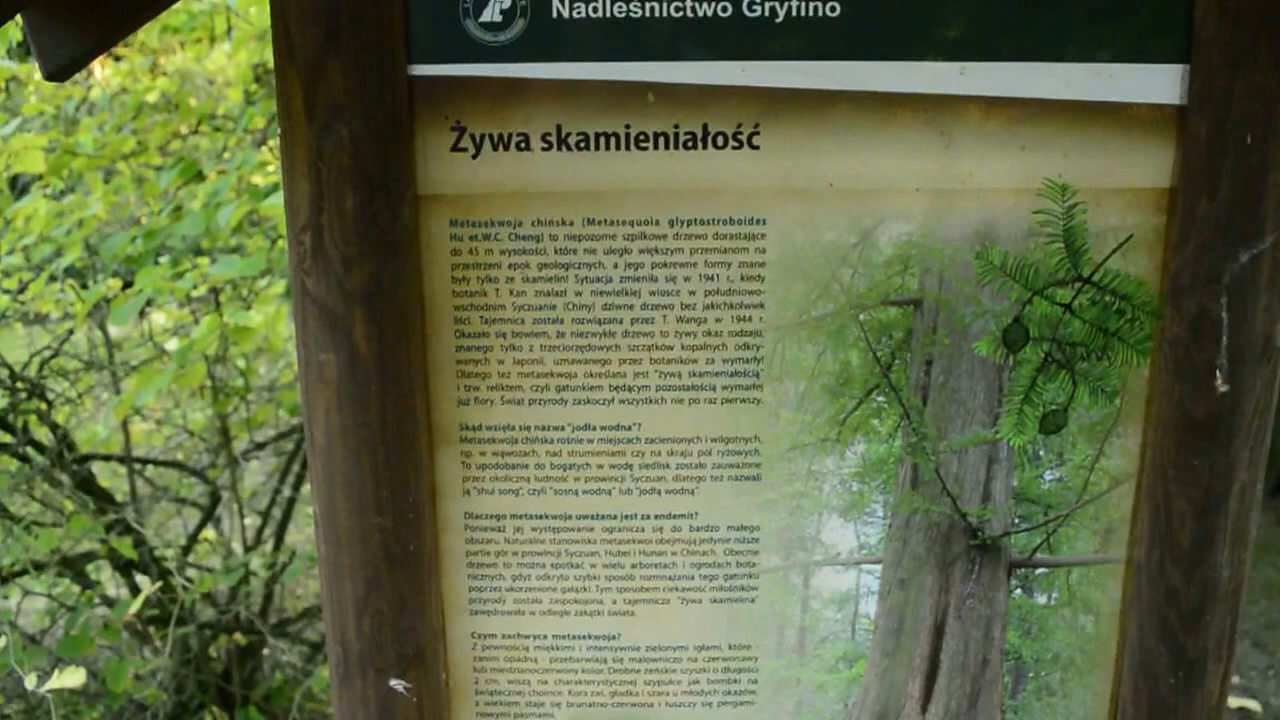 Nadleśnictwo Gryfino
Żywa skamieniałość
Metasekwoja chińska (Metasequoia glyptostroboides
Hu et.W.C. Cheng) to niepozorne szpilkowe drzewo dorastające
do 45 m wysokości, które nie uległo większym przemianom na
przestrzeni epok geologicznych, a jego pokrewne formy znane
były tylko ze skamielin! Sytuacja zmieniła się w 1941 r., kiedy
botanik T. Kan znalazł w niewielkiej wiosce w południowo-
wschodnim Syczuanie (Chiny) dziwne drzewo bez jakichkolwiek
liści. Tajemnica została rozwiązana przez T. Wanga w 1944 r.
Okazało się bowiem, że niezwykłe drzewo to żywy okaz rodzaju,
znanego tylko z trzeciorzędowych szczątków kopalnych odkry-
wanych w Japonii, uznawanego przez botaników za wymarły!
Dlatego też metasekwoja określana jest "żywą skamieniałością"
i tzw. reliktem, czyli gatunkiem będącym pozostałością wymarłej
już flory. Świat przyrody zaskoczył wszystkich nie po raz pierwszy.
Skąd wzięła się nazwa "jodła wodna"?
Metasekwoja chińska rośnie w miejscach zacienionych i wilgotnych,
np. w wąwozach, nad strumieniami czy na skraju pól ryżowych.
To upodobanie do bogatych w wodę siedlisk zostało zauważone
przez okoliczną ludność w prowincji Syczuan, dlatego też nazwali
ją "shui song", czyli "sosną wodną" lub "jodłą wodną".
Dlaczego metasekwoja uważana jest za endemit?
Ponieważ jej występowanie ogranicza się do bardzo małego
obszaru. Naturalne stanowiska metasekwoi obejmują jedynie niższe
partie gór w prowincji Syczuan, Hubei i Hunan w Chinach. Obecnie
drzewo to można spotkać w wielu arboretach i ogrodach bota-
nicznych, gdyż odkryto szybki sposób rozmnażania tego gatunku
poprzez ukorzenione gałązki. Tym sposobem ciekawość miłośników
przyrody została zaspokojona, a tajemnicza "żywa skamielina"
zawędrowała w odległe zakątki świata.
Czym zachwyca metasekwoja?
Z pewnością miękkimi i intensywnie zielonymi igłami, które -
zanim opadną - przebarwiają się malowniczo na czerwonawy
lub miedzianoczerwony kolor. Drobne żeńskie szyszki o długości
2 cm, wiszą na charakterystycznej szypułce jak bombki na
świątecznej choince. Kora zaś, gładka i szara u młodych okazów,
z wiekiem staje się brunatno-czerwona i łuszczy się pergami-
nowymi pasmami.